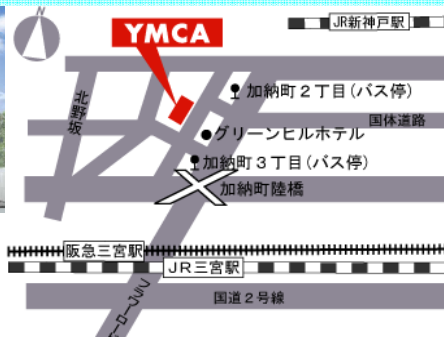 N
JR新神戸駅
YMCA
北野坂
加納町2丁目(バス停)
国体道路
グリーンヒルホテル
加納町3丁目(バス停)
加納町陸橋
阪急三宮駅
JR三宮駅
国道2号線
フラワーロード